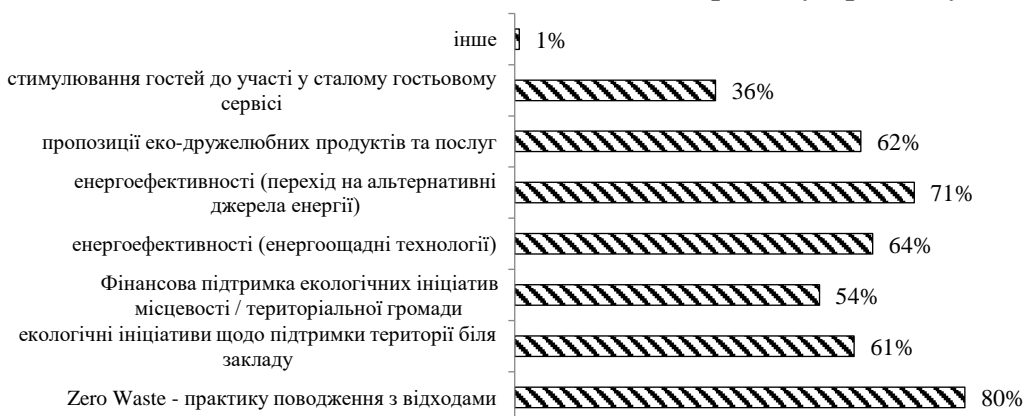 інше
1%
стимулювання гостей до участі у сталому гостьовому
сервісі
36%
пропозиції еко-дружелюбних продуктів та послуг
62%
енергоефективності (перехід на альтернативні
джерела енергії)
71%
енергоефективності (енергоощадні технології)
64%
Фінансова підтримка екологічних ініціатив
місцевості / територіальної громади
54%
екологічні ініціативи щодо підтримки території біля
закладу
61%
Zero Waste - практику поводження з відходами
80%